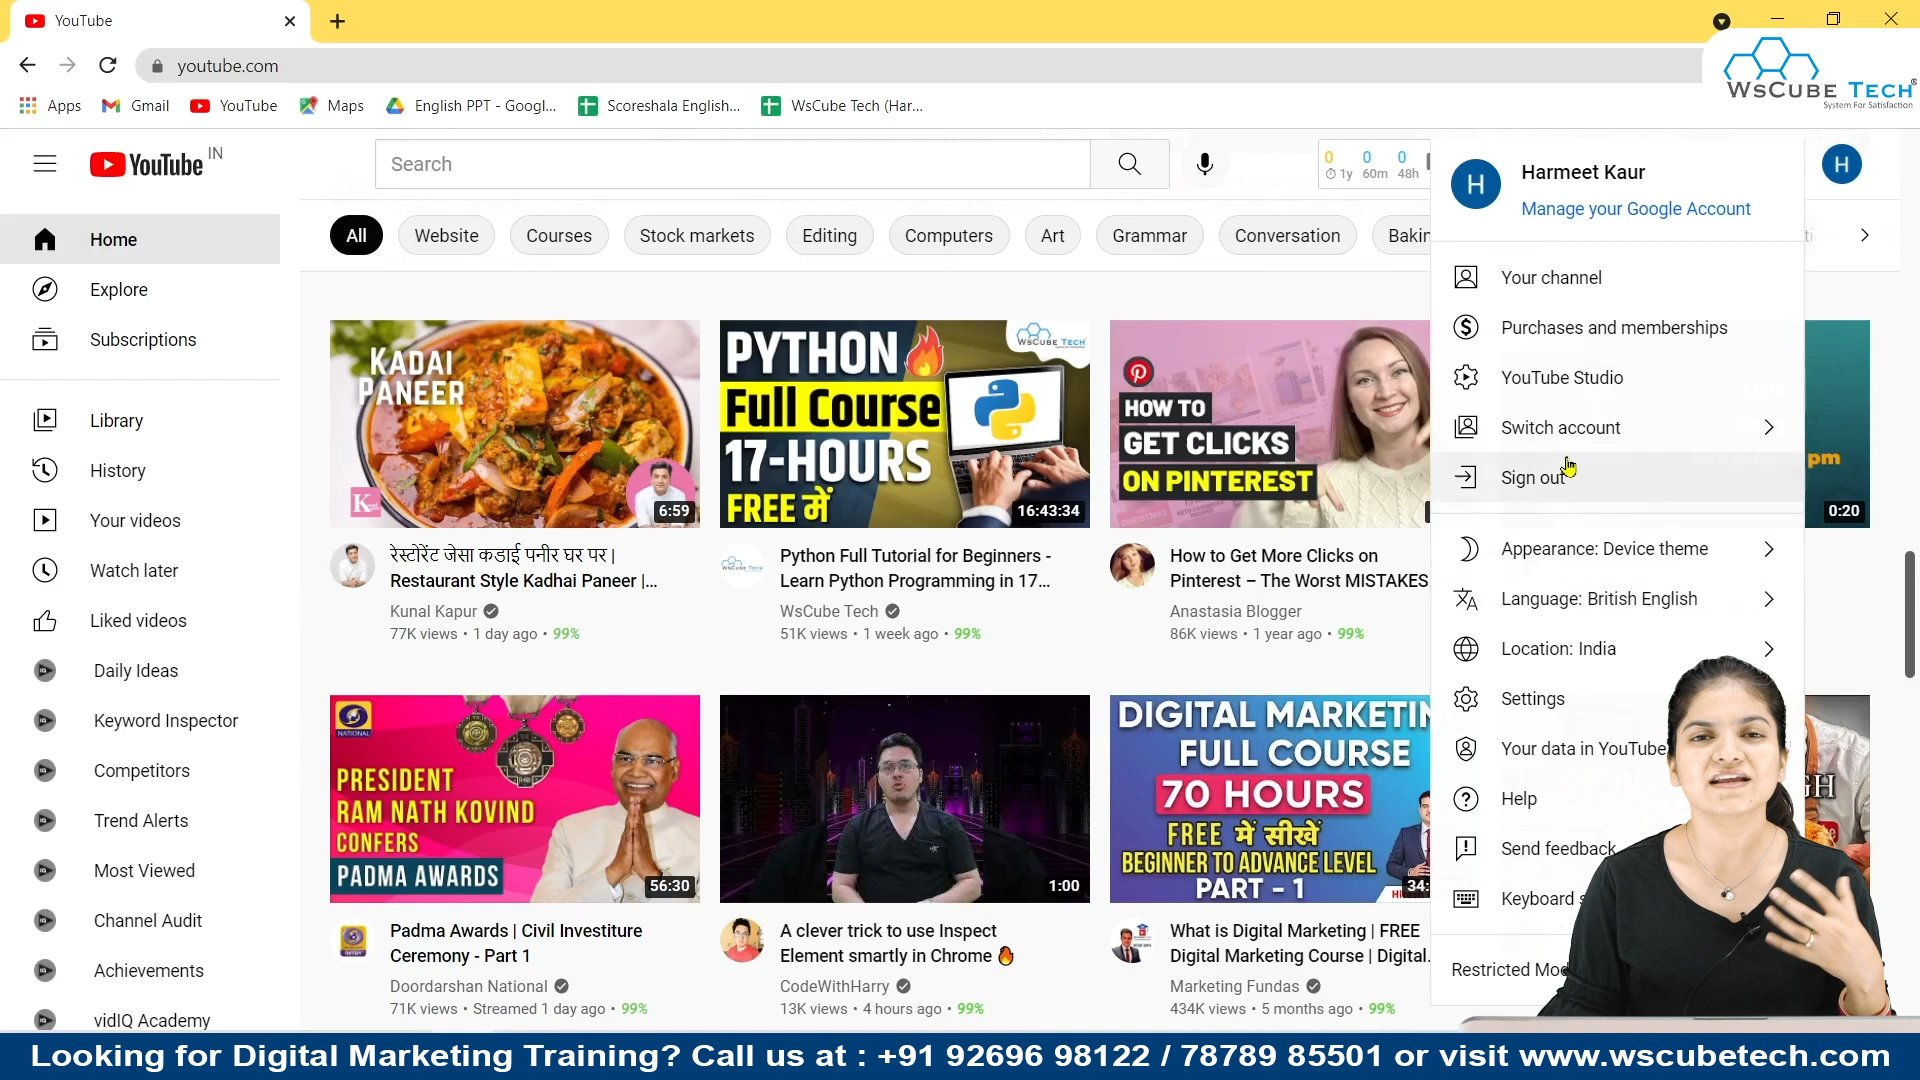 YouTube
youtube.com
WsCube Tech®
System For Satisfaction
Apps
Gmail
YouTube
Maps
English PPT - Googl...
Scoreshala English...
WsCube Tech (Har...
YouTube IN
Search
0 0 0
1y 60m 48h
H
Harmeet Kaur
Manage your Google Account
H
All
Website
Courses
Stock markets
Editing
Computers
Art
Grammar
Conversation
Home
Explore
Subscriptions
Library
History
Your videos
Watch later
Liked videos
Daily Ideas
Keyword Inspector
Competitors
Trend Alerts
Most Viewed
Channel Audit
Achievements
vidIQ Academy
KADAI
PANEER
K
6:59
रेस्टोरेंट जेसा कडाई पनीर घर पर |
Restaurant Style Kadhai Paneer |...
Kunal Kapur
77K views • 1 day ago • 99%
PYTHON
WsCube Tech
Full Course
17-HOURS
FREE में
16:43:34
Python Full Tutorial for Beginners -
Learn Python Programming in 17...
WsCube Tech
51K views • 1 week ago • 99%
HOW TO
GET CLICKS
ON PINTEREST
How to Get More Clicks on
Pinterest – The Worst MISTAKES
Anastasia Blogger
86K views • 1 year ago • 99%
pm
0:20
NATIONAL
PRESIDENT
RAM NATH KOVIND
CONFERS
PADMA AWARDS
56:30
Padma Awards | Civil Investiture
Ceremony - Part 1
Doordarshan National
71K views • Streamed 1 day ago • 99%
1:00
A clever trick to use Inspect
Element smartly in Chrome 🔥
CodeWithHarry
13K views • 4 hours ago • 99%
DIGITAL MARKETIN
FULL COURSE
70 HOURS
FREE में सीखें
BEGINNER TO ADVANCE LEVEL
PART - 1
34:
What is Digital Marketing | FREE
Digital Marketing Course | Digital.
Marketing Fundas
434K views • 5 months ago • 99%
Your channel
Purchases and memberships
YouTube Studio
Switch account
Sign out
Appearance: Device theme
Language: British English
Location: India
Settings
Your data in YouTube
Help
Send feedback
Keyboard s
Restricted Mod
Looking for Digital Marketing Training? Call us at : +91 92696 98122 / 78789 85501 or visit www.wscubetech.com